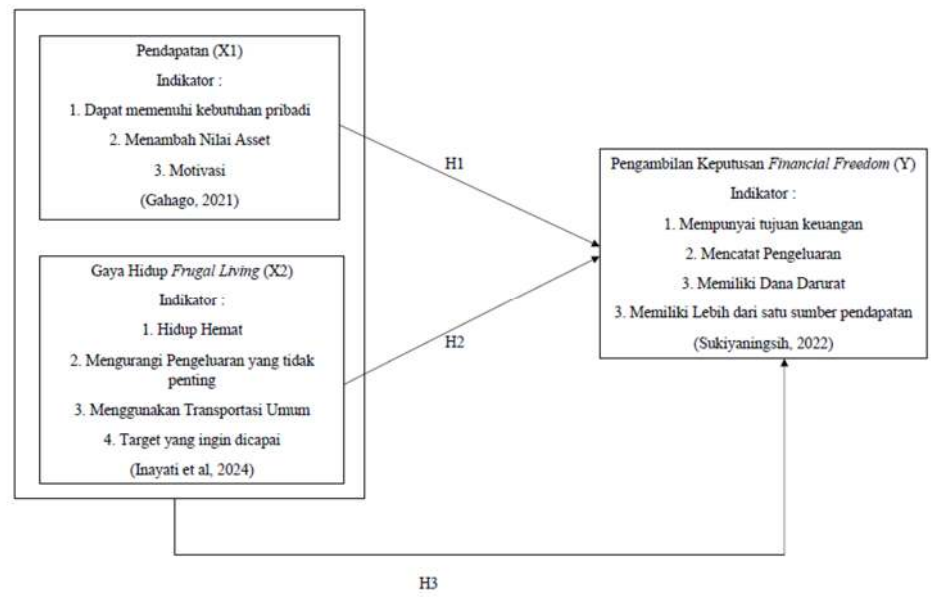 Pendapatan (X1)
Indikator :
1. Dapat memenuhi kebutuhan pribadi
2. Menambah Nilai Asset
3. Motivasi
(Gahago, 2021)
Gaya Hidup Frugal Living (X2)
Indikator :
1. Hidup Hemat
2. Mengurangi Pengeluaran yang tidak
penting
3. Menggunakan Transportasi Umum
4. Target yang ingin dicapai
(Inayati et al, 2024)
H1
H2
Pengambilan Keputusan Financial Freedom (Y)
Indikator :
1. Mempunyai tujuan keuangan
2. Mencatat Pengeluaran
3. Memiliki Dana Darurat
3. Memiliki Lebih dari satu sumber pendapatan
(Sukiyaningsih, 2022)
H3